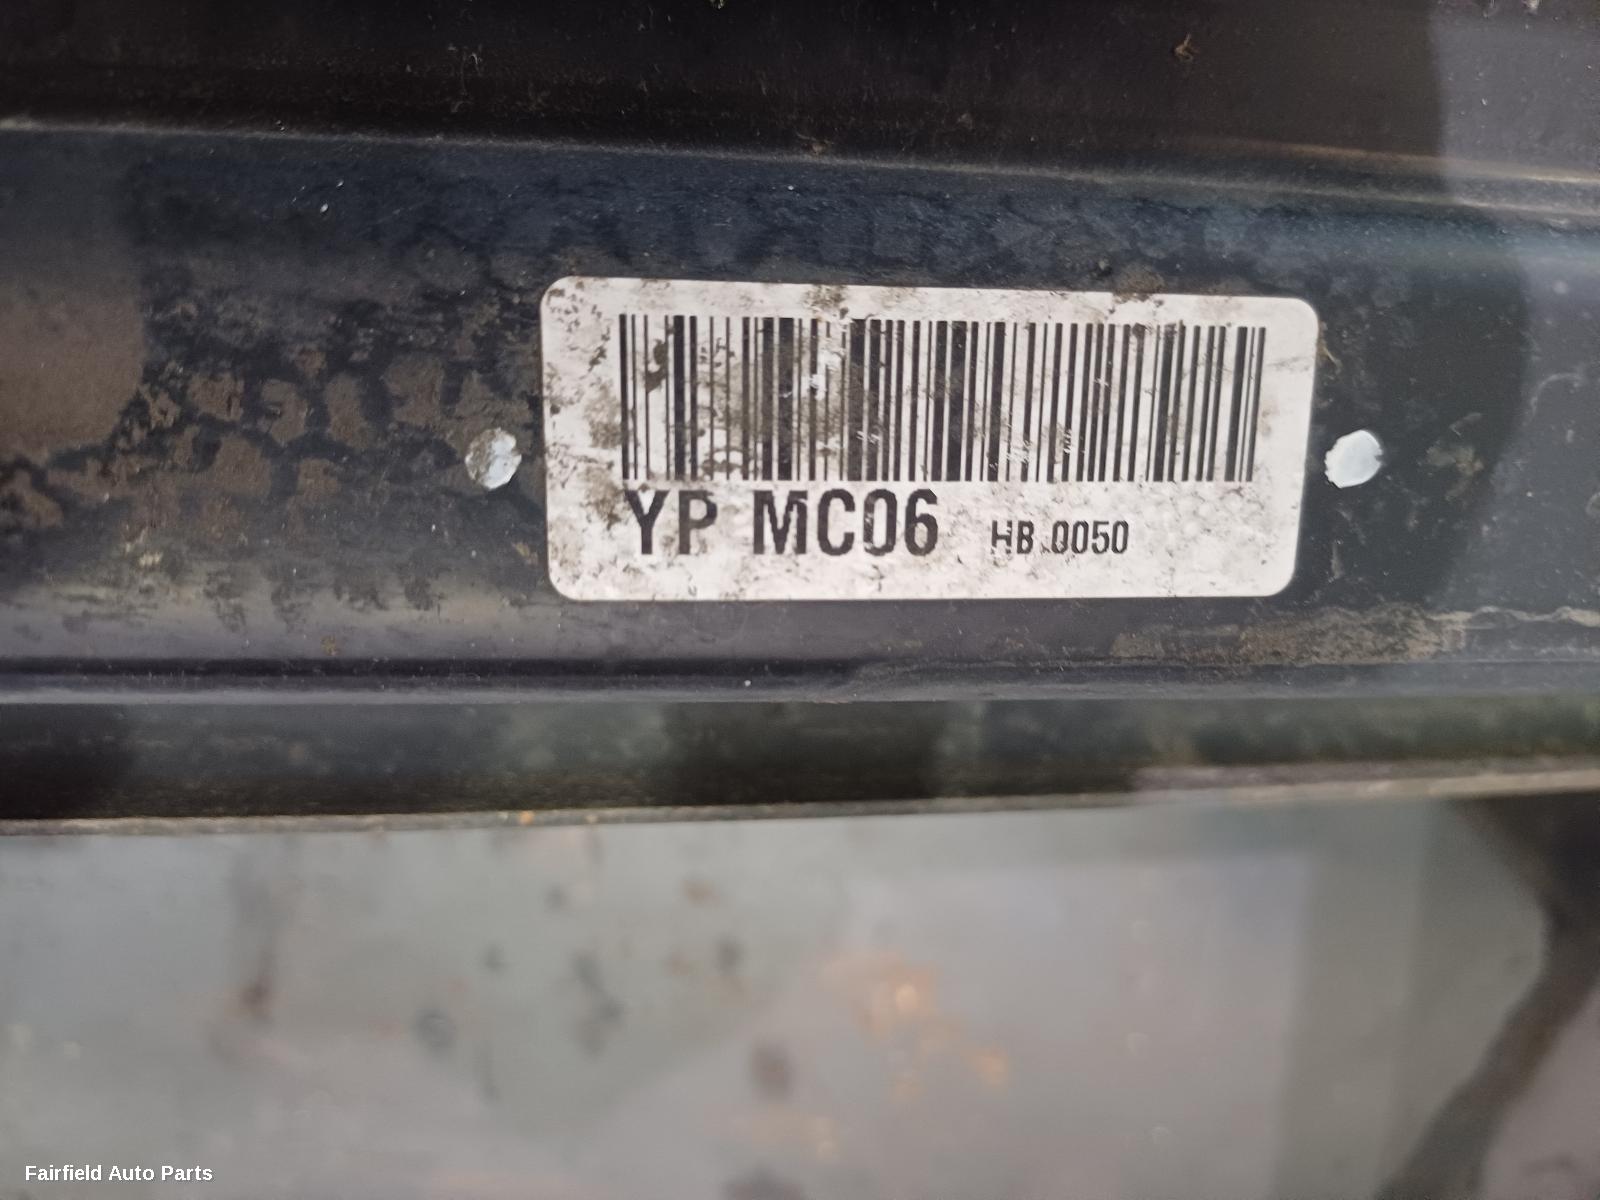 YP MC06 HB 0050
Fairfield Auto Parts